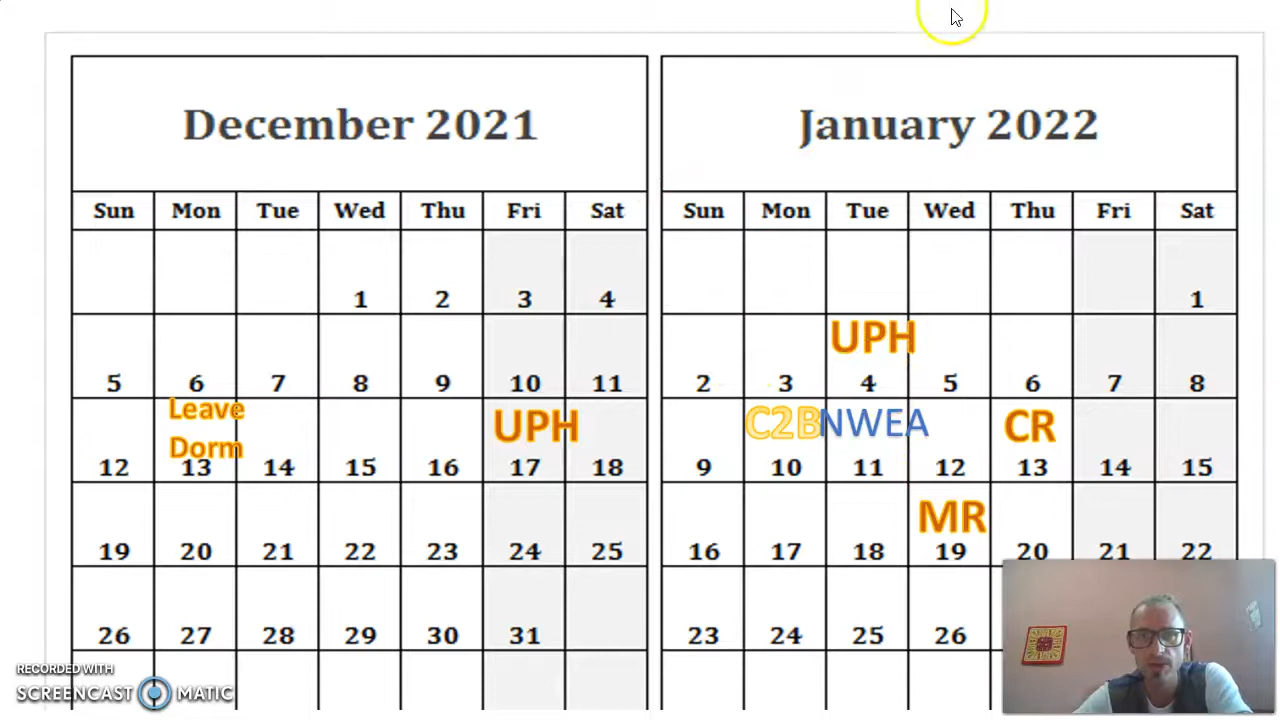 December 2021
Sun Mon Tue Wed Thu Fri Sat
1 2 3 4
5 6 7 8 9 10 11
Leave
Dorm
UPH
12 13 14 15 16 17 18
19 20 21 22 23 24 25
26 27 28 29 30 31
January 2022
Sun Mon Tue Wed Thu Fri Sat
1
UPH
2 3 4 5 6 7 8
C2B NWEA CR
9 10 11 12 13 14 15
MR
16 17 18 19 20 21 22
23 24 25 26
RECORDED WITH
SCREENCAST MATIC